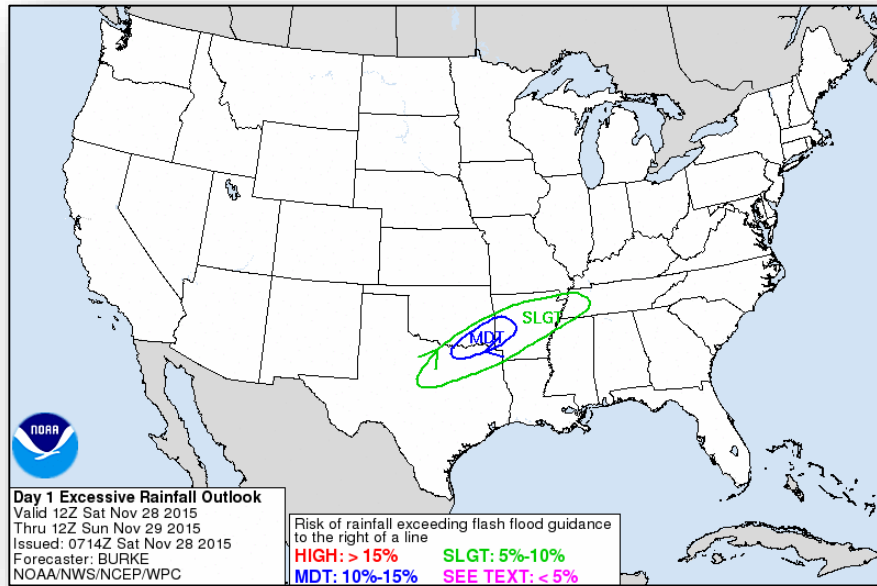 SLGT
MDT
NOAA
Day 1 Excessive Rainfall Outlook
Valid 12Z Sat Nov 28 2015
Thru 12Z Sun Nov 29 2015
Issued: 0714Z Sat Nov 28 2015
Forecaster: BURKE
NOAA/NWS/NCEP/WPC
Risk of rainfall exceeding flash flood guidance
to the right of a line
HIGH: > 15% SLGT: 5%-10%
MDT: 10%-15% SEE TEXT: < 5%